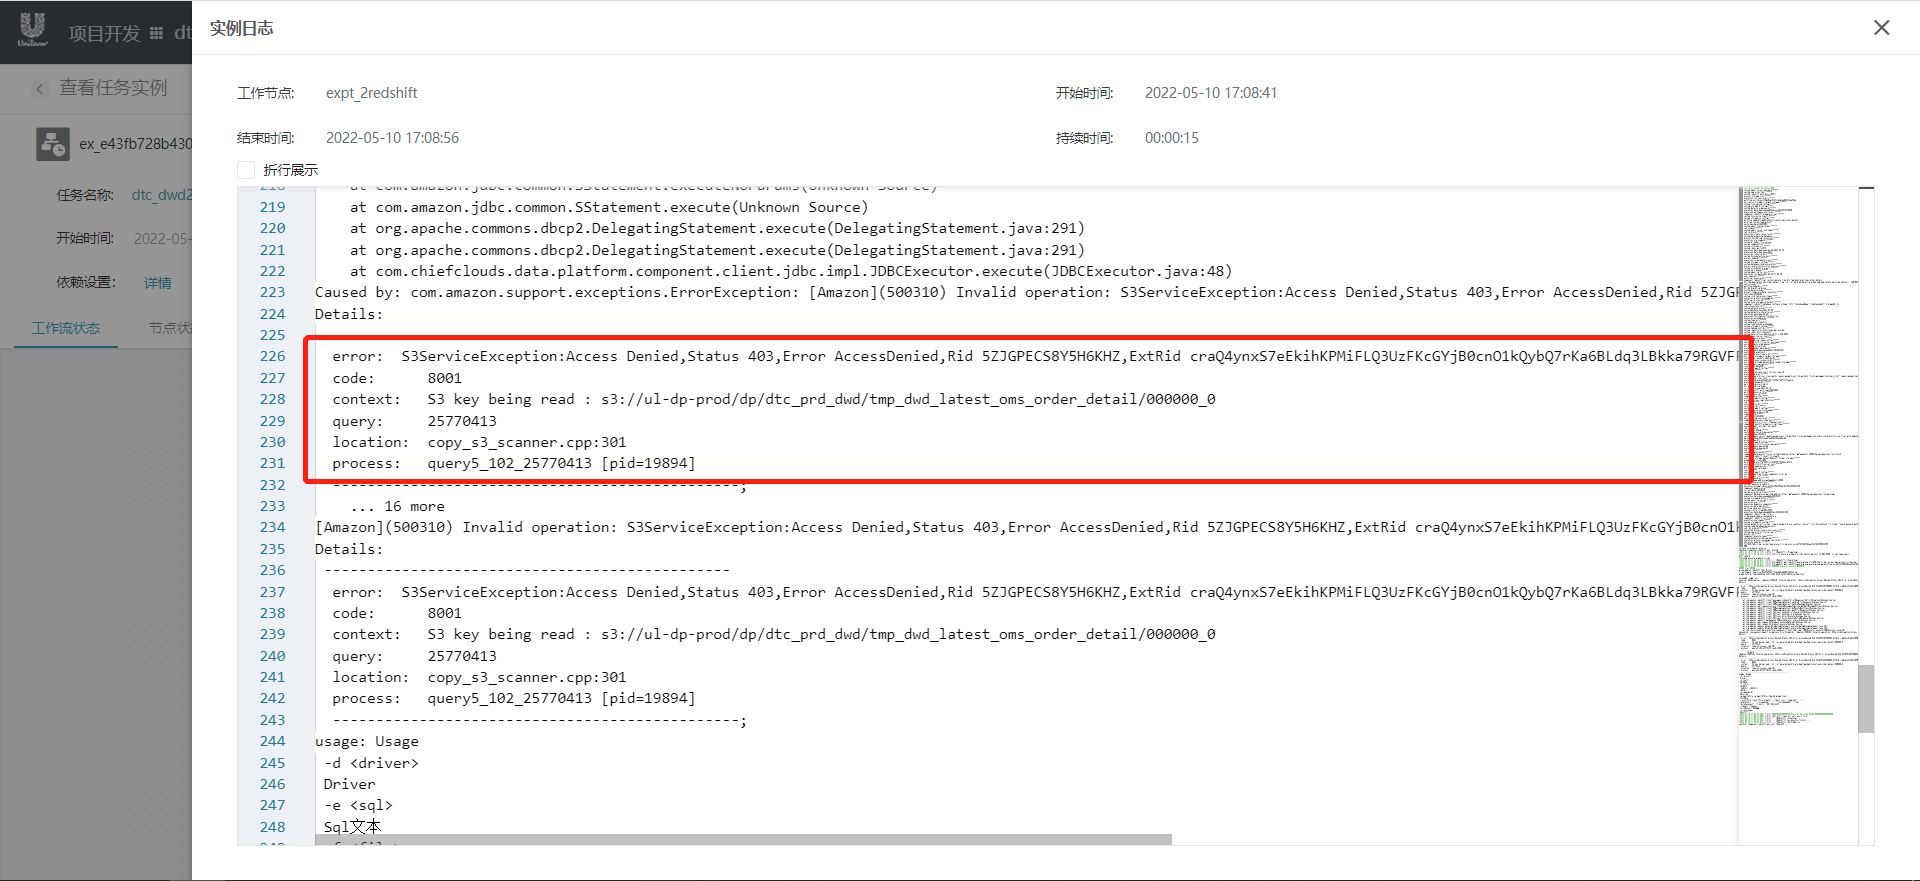 Unilever
项目开发
dt
查看任务实例
ex_e43fb728b430
任务名称:
dtc_dwd2
开始时间:
2022-05-
依赖设置:
详情
工作流状态
节点状
实例日志
工作节点:
expt_2redshift
开始时间:
2022-05-10 17:08:41
结束时间:
2022-05-10 17:08:56
持续时间:
00:00:15
折行展示
218 at com.amazon.jdbc.common.SStatement.executeNoParams(Unknown Source)
219 at com.amazon.jdbc.common.SStatement.execute(Unknown Source)
220 at org.apache.commons.dbcp2.DelegatingStatement.execute(DelegatingStatement.java:291)
221 at org.apache.commons.dbcp2.DelegatingStatement.execute(DelegatingStatement.java:291)
222 at com.chiefclouds.data.platform.component.client.jdbc.impl.JDBCExecutor.execute(JDBCExecutor.java:48)
223 Caused by: com.amazon.support.exceptions.ErrorException: [Amazon](500310) Invalid operation: S3ServiceException:Access Denied,Status 403,Error AccessDenied,Rid 5ZJG
224 Details:
225
226 error: S3ServiceException:Access Denied,Status 403,Error AccessDenied,Rid 5ZJGPECS8Y5H6KHZ,ExtRid craQ4ynxS7eEkihKPMiFLQ3UzFKcGYjB0cnO1kQybQ7rKa6BLdq3LBkka79RGVF
227 code: 8001
228 context: S3 key being read : s3://ul-dp-prod/dp/dtc_prd_dwd/tmp_dwd_latest_oms_order_detail/000000_0
229 query: 25770413
230 location: copy_s3_scanner.cpp:301
231 process: query5_102_25770413 [pid=19894]
232 -----------------------------------------------;
233 ... 16 more
234 [Amazon](500310) Invalid operation: S3ServiceException:Access Denied,Status 403,Error AccessDenied,Rid 5ZJGPECS8Y5H6KHZ,ExtRid craQ4ynxS7eEkihKPMiFLQ3UzFKcGYjB0cnO1
235 Details:
236 -----------------------------------------------
237 error: S3ServiceException:Access Denied,Status 403,Error AccessDenied,Rid 5ZJGPECS8Y5H6KHZ,ExtRid craQ4ynxS7eEkihKPMiFLQ3UzFKcGYjB0cnO1kQybQ7rKa6BLdq3LBkka79RGVF
238 code: 8001
239 context: S3 key being read : s3://ul-dp-prod/dp/dtc_prd_dwd/tmp_dwd_latest_oms_order_detail/000000_0
240 query: 25770413
241 location: copy_s3_scanner.cpp:301
242 process: query5_102_25770413 [pid=19894]
243 -----------------------------------------------;
244 usage: Usage
245 -d <driver>
246 Driver
247 -e <sql>
248 Sql文本